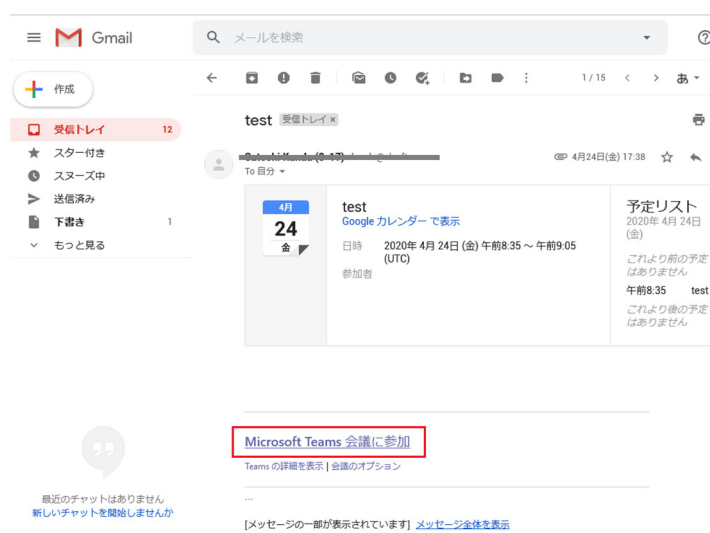 Gmail
メールを検索
作成
1 / 15
あ
受信トレイ 12
スター付き
スヌーズ中
送信済み
下書き 1
もっと見る
test 受信トレイ ×
4月24日(金) 17:38
To 自分
4月
24
金
test
Google カレンダー で表示
日時 2020年 4月 24日 (金) 午前8:35 ～ 午前9:05
(UTC)
参加者
予定リスト
2020年 4月 24日
(金)
これより前の予定
はありません
午前8:35 test
これより後の予定
はありません
Microsoft Teams 会議に参加
Teams の詳細を表示 | 会議のオプション
...
[メッセージの一部が表示されています] メッセージ全体を表示
最近のチャットはありません
新しいチャットを開始しませんか